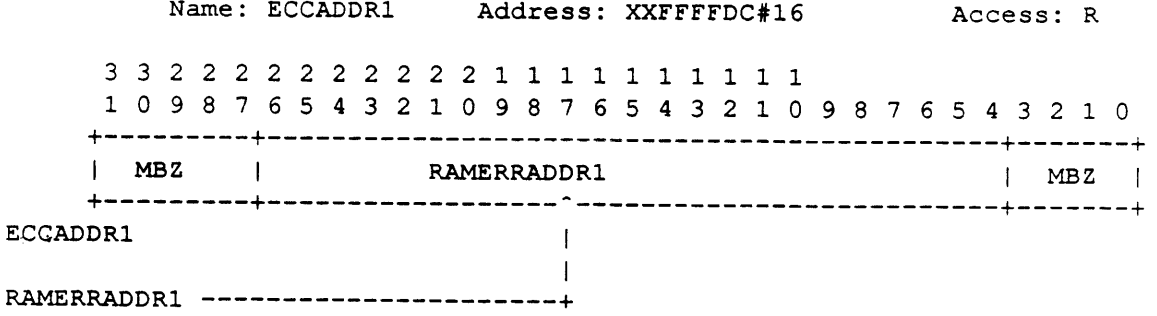 Name: ECCADDR1 Address: XXFFFFDC#16 Access: R
3 3 2 2 2 2 2 2 2 2 2 2 1 1 1 1 1 1 1 1 1 1
1 0 9 8 7 6 5 4 3 2 1 0 9 8 7 6 5 4 3 2 1 0 9 8 7 6 5 4 3 2 1 0
+----------+----------------------------------------------+--------+
| MBZ | RAMERRADDR1 | MBZ |
+----------+-------------------^--------------------------+--------+
ECCADDR1 |
|
RAMERRADDR1 -----------------------+